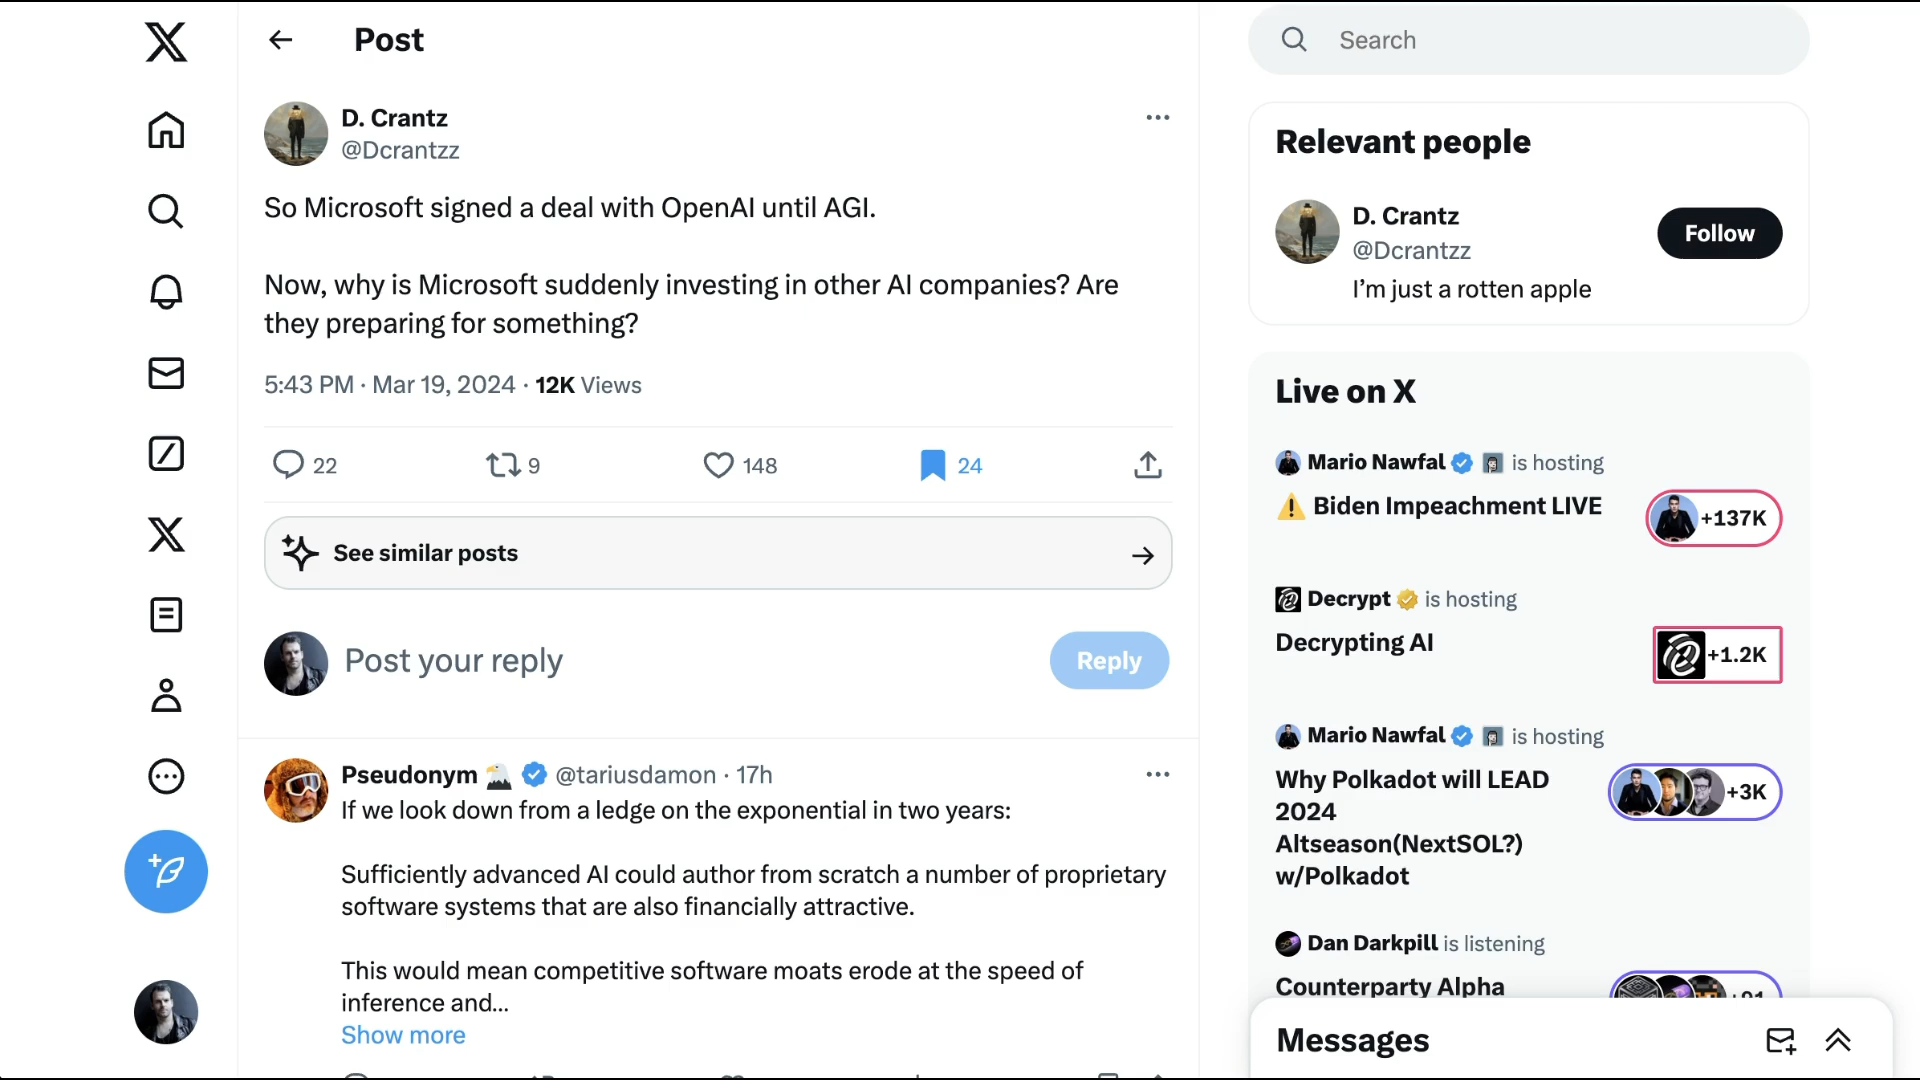 Post
D. Crantz
@Dcrantzz
So Microsoft signed a deal with OpenAI until AGI.
Now, why is Microsoft suddenly investing in other AI companies? Are
they preparing for something?
5:43 PM · Mar 19, 2024 · 12K Views
22 9 148 24
See similar posts
Post your reply
Reply
Pseudonym @tariusdamon · 17h
If we look down from a ledge on the exponential in two years:
Sufficiently advanced AI could author from scratch a number of proprietary
software systems that are also financially attractive.
This would mean competitive software moats erode at the speed of
inference and...
Show more
Search
Relevant people
D. Crantz
@Dcrantzz
Follow
I'm just a rotten apple
Live on X
Mario Nawfal is hosting
Biden Impeachment LIVE
+137K
Decrypt is hosting
Decrypting AI
+1.2K
Mario Nawfal is hosting
Why Polkadot will LEAD
2024
Altseason(NextSOL?)
w/Polkadot
+3K
Dan Darkpill is listening
Counterparty Alpha
Messages